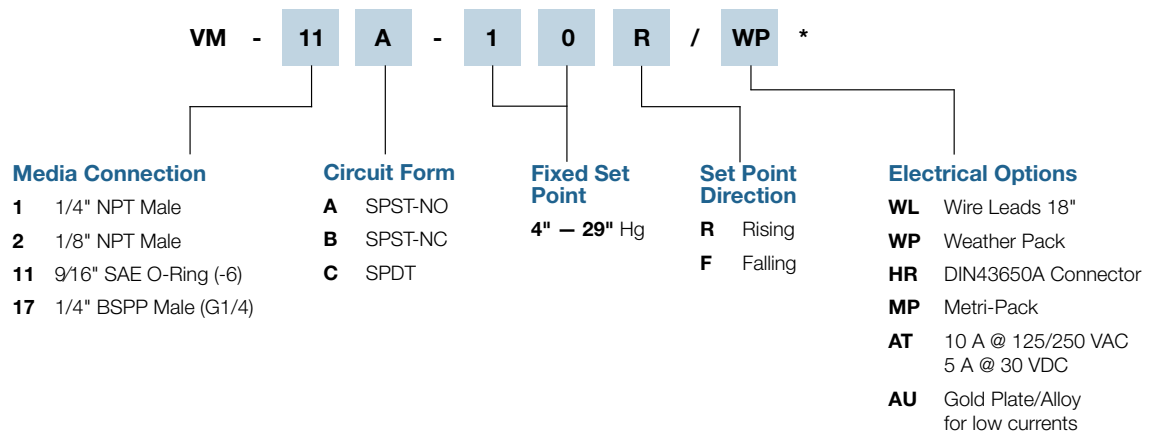 VM - 11 A - 1 0 R / WP *
Media Connection
1 1/4" NPT Male
2 1/8" NPT Male
11 9⁄16" SAE O-Ring (-6)
17 1/4" BSPP Male (G1/4)
Circuit Form
A SPST-NO
B SPST-NC
C SPDT
Fixed Set
Point
4" — 29" Hg
Set Point
Direction
R Rising
F Falling
Electrical Options
WL Wire Leads 18"
WP Weather Pack
HR DIN43650A Connector
MP Metri-Pack
AT 10 A @ 125/250 VAC
5 A @ 30 VDC
AU Gold Plate/Alloy
for low currents